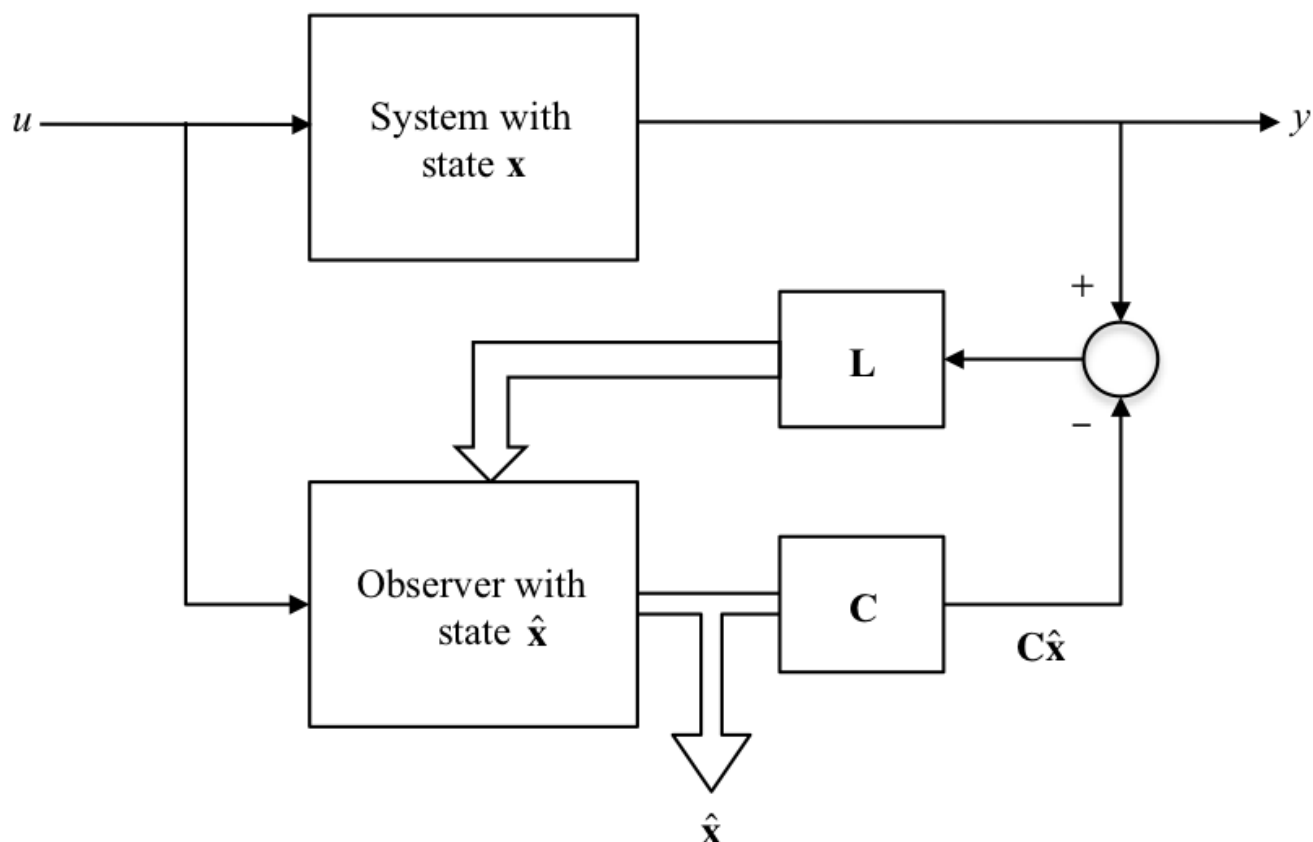 u
System with
state x
y
+
L
−
Observer with
state x̂
C
Cx̂
x̂